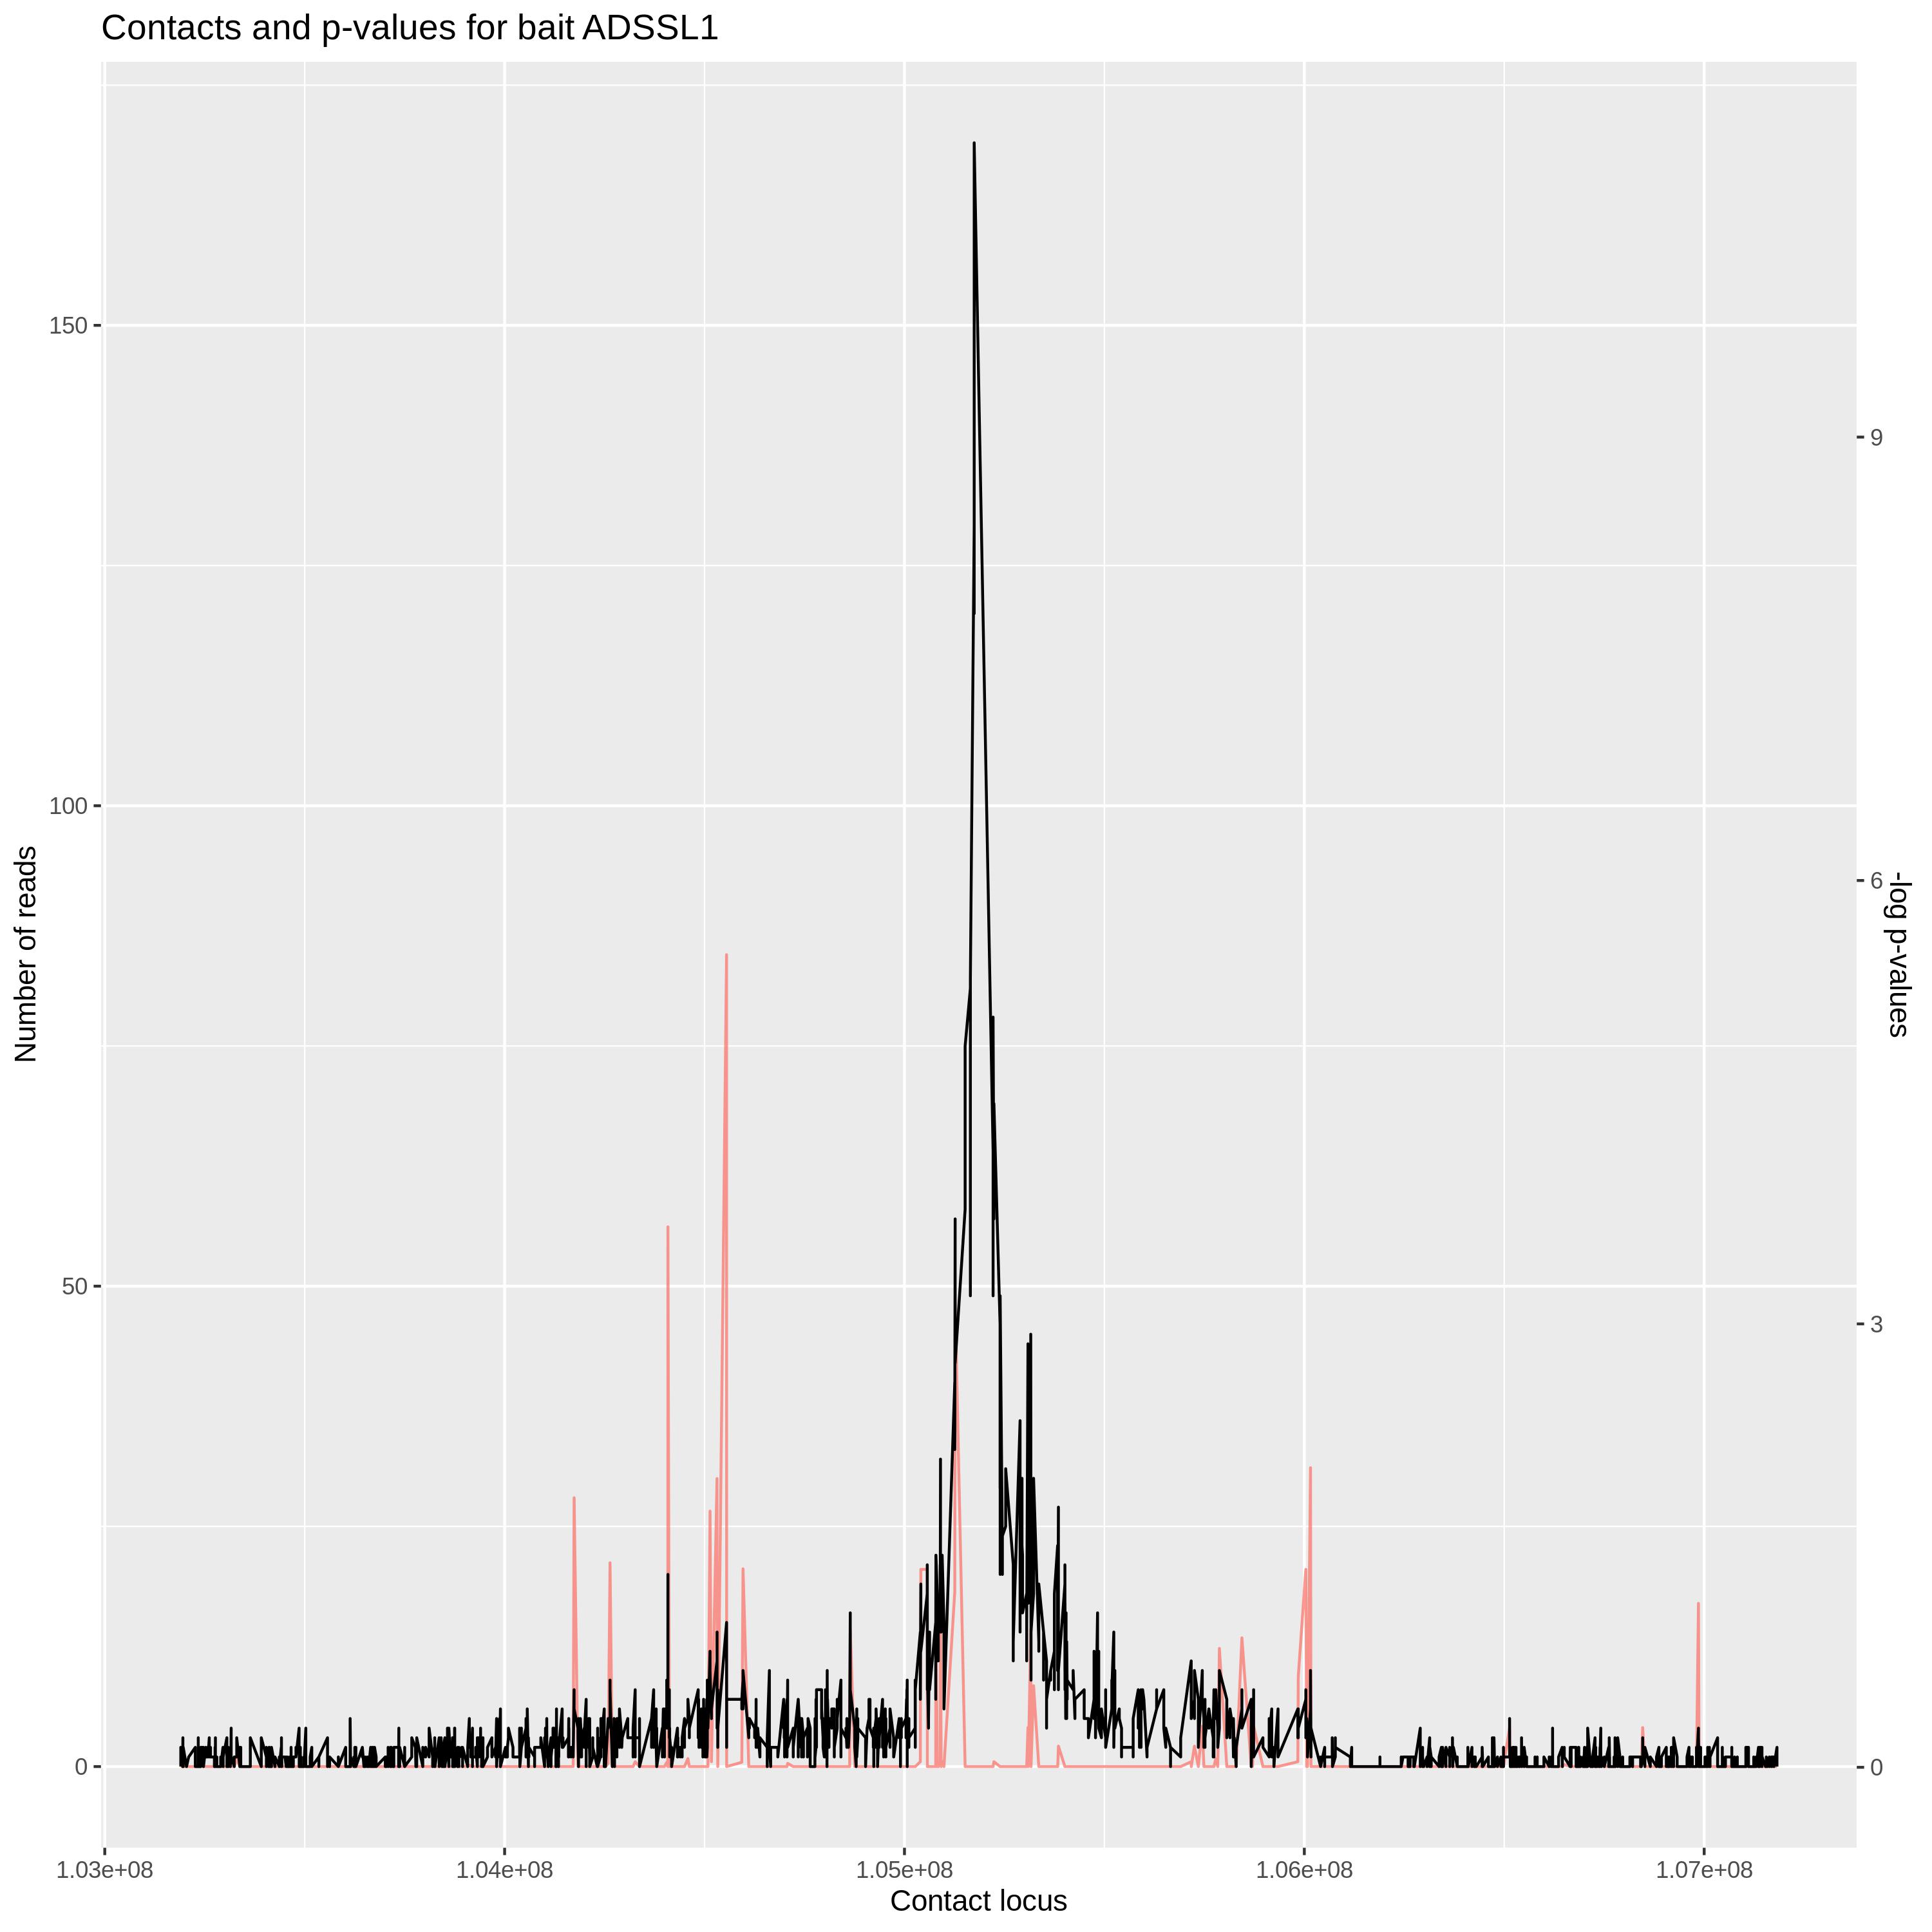 Contacts and p-values for bait ADSSL1
150
100
50
0
Number of reads
9
6
3
0
-log p-values
1.03e+08
1.04e+08
1.05e+08
1.06e+08
1.07e+08
Contact locus